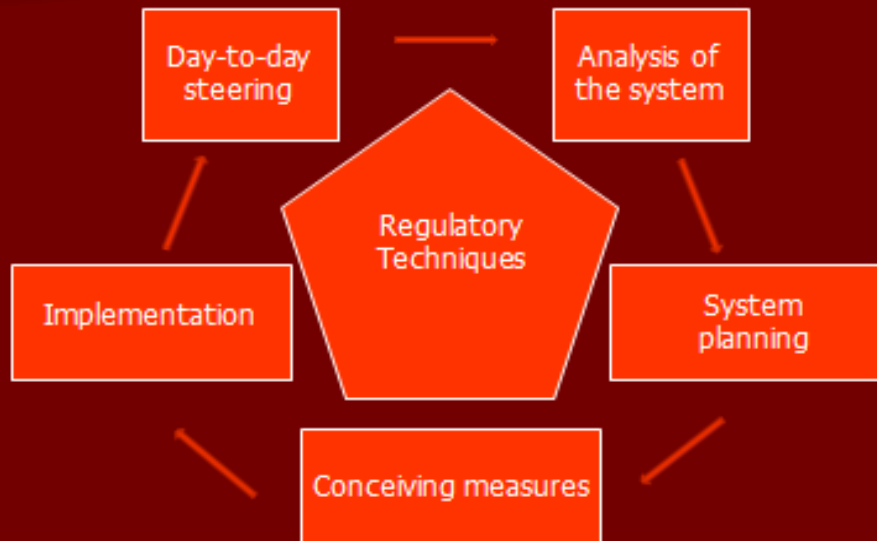 Day-to-day
steering
Analysis of
the system
Regulatory
Techniques
Implementation
System
planning
Conceiving measures